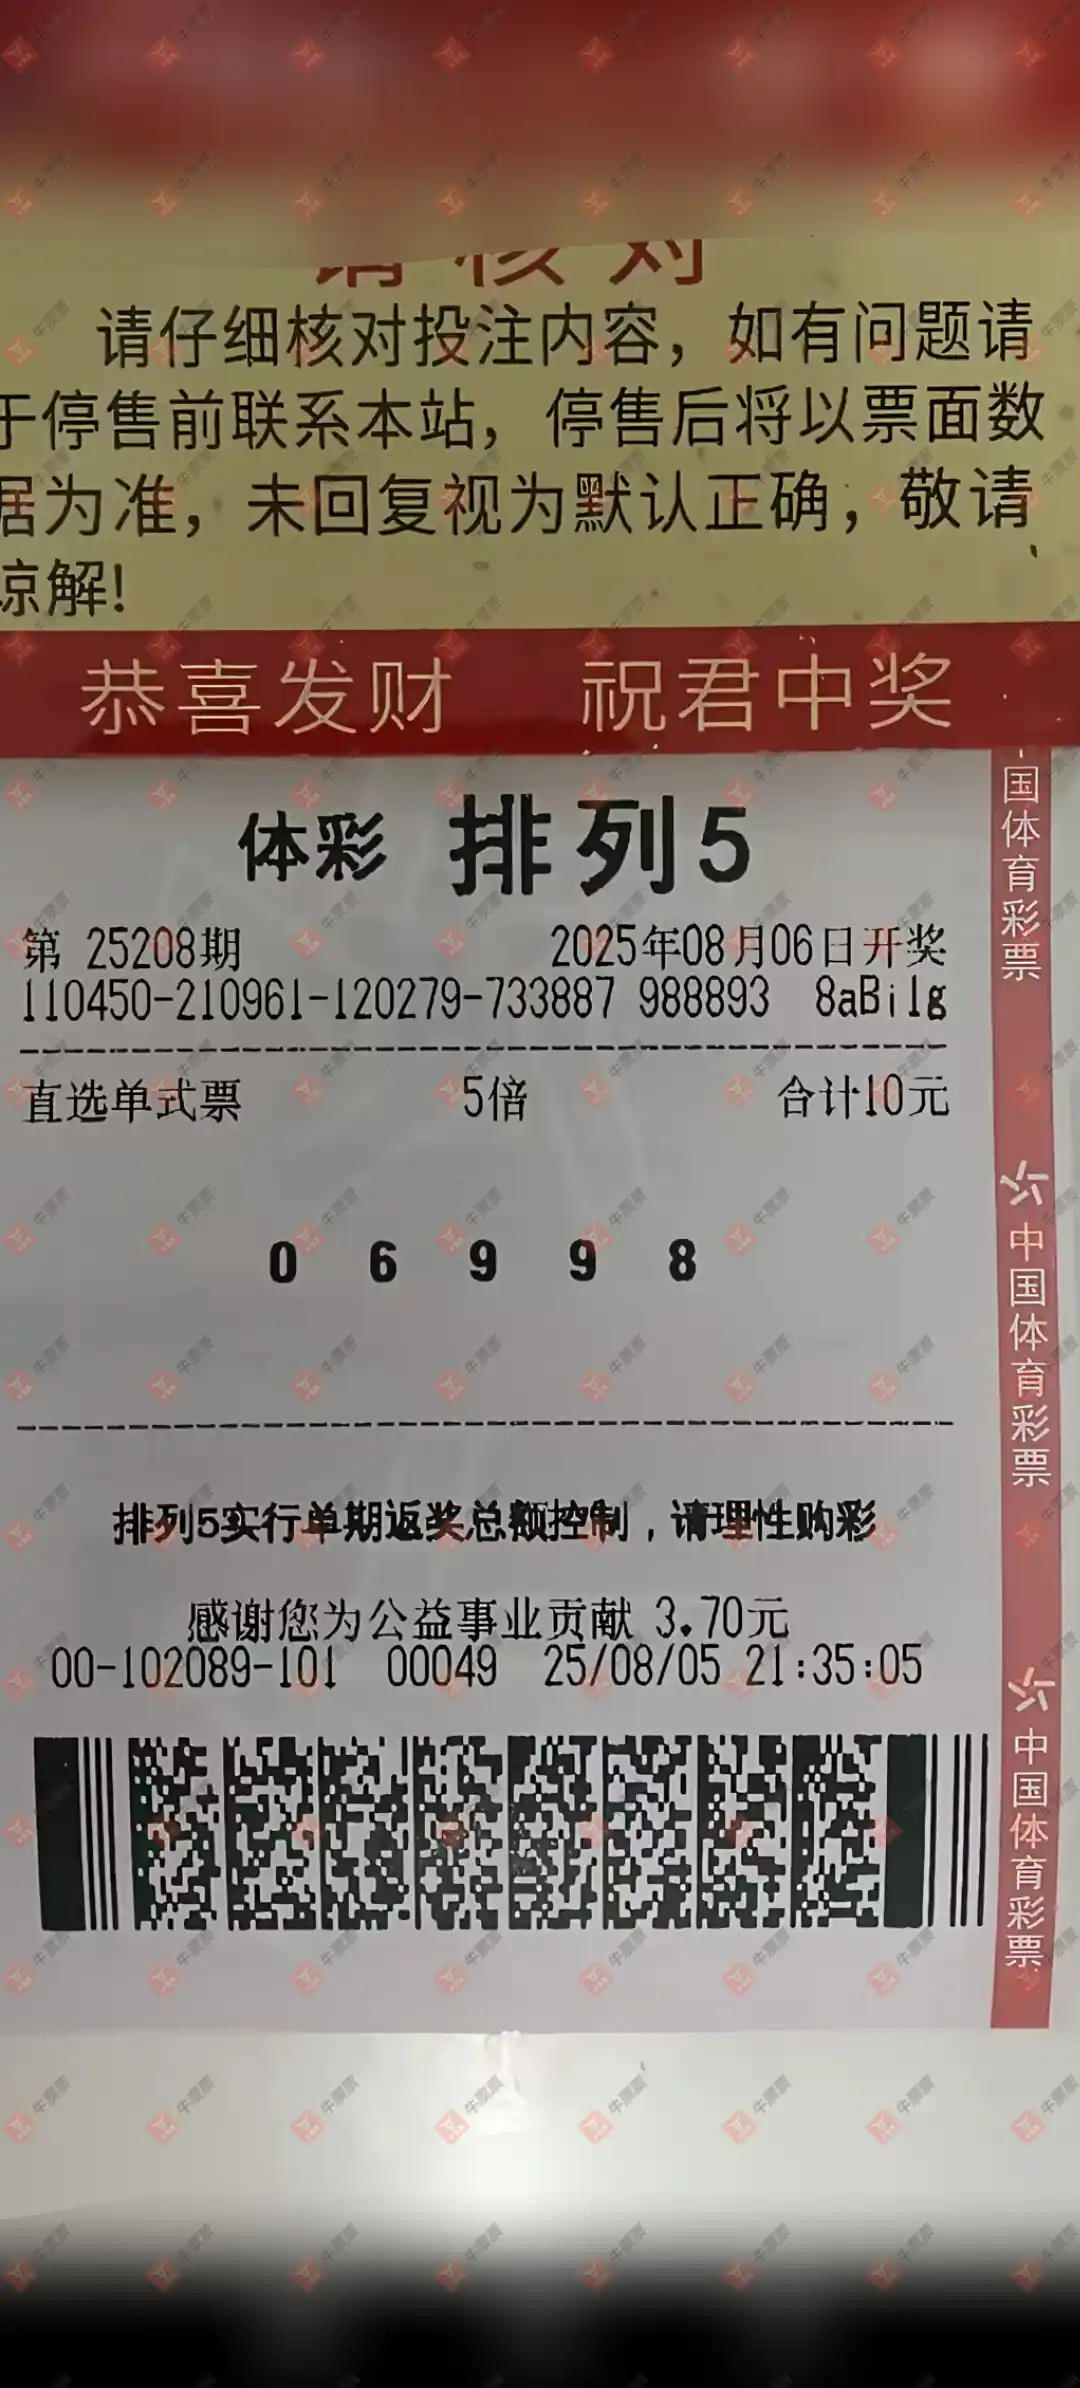 请核对
请仔细核对投注内容，如有问题请
于停售前联系本站，停售后将以票面数
据为准，未回复视为默认正确，敬请
谅解!
恭喜发财 祝君中奖
体彩 排列5
第 25208期 2025年08月06日开奖
110450-210961-120279-733887 988893 8aBilg
直选单式票 5倍 合计10元
0 6 9 9 8
排列5实行单期返奖总额控制，请理性购彩
感谢您为公益事业贡献 3.70元
00-102089-101 00049 25/08/05 21:35:05
中国体育彩票
中国体育彩票
中国体育彩票
牛票票